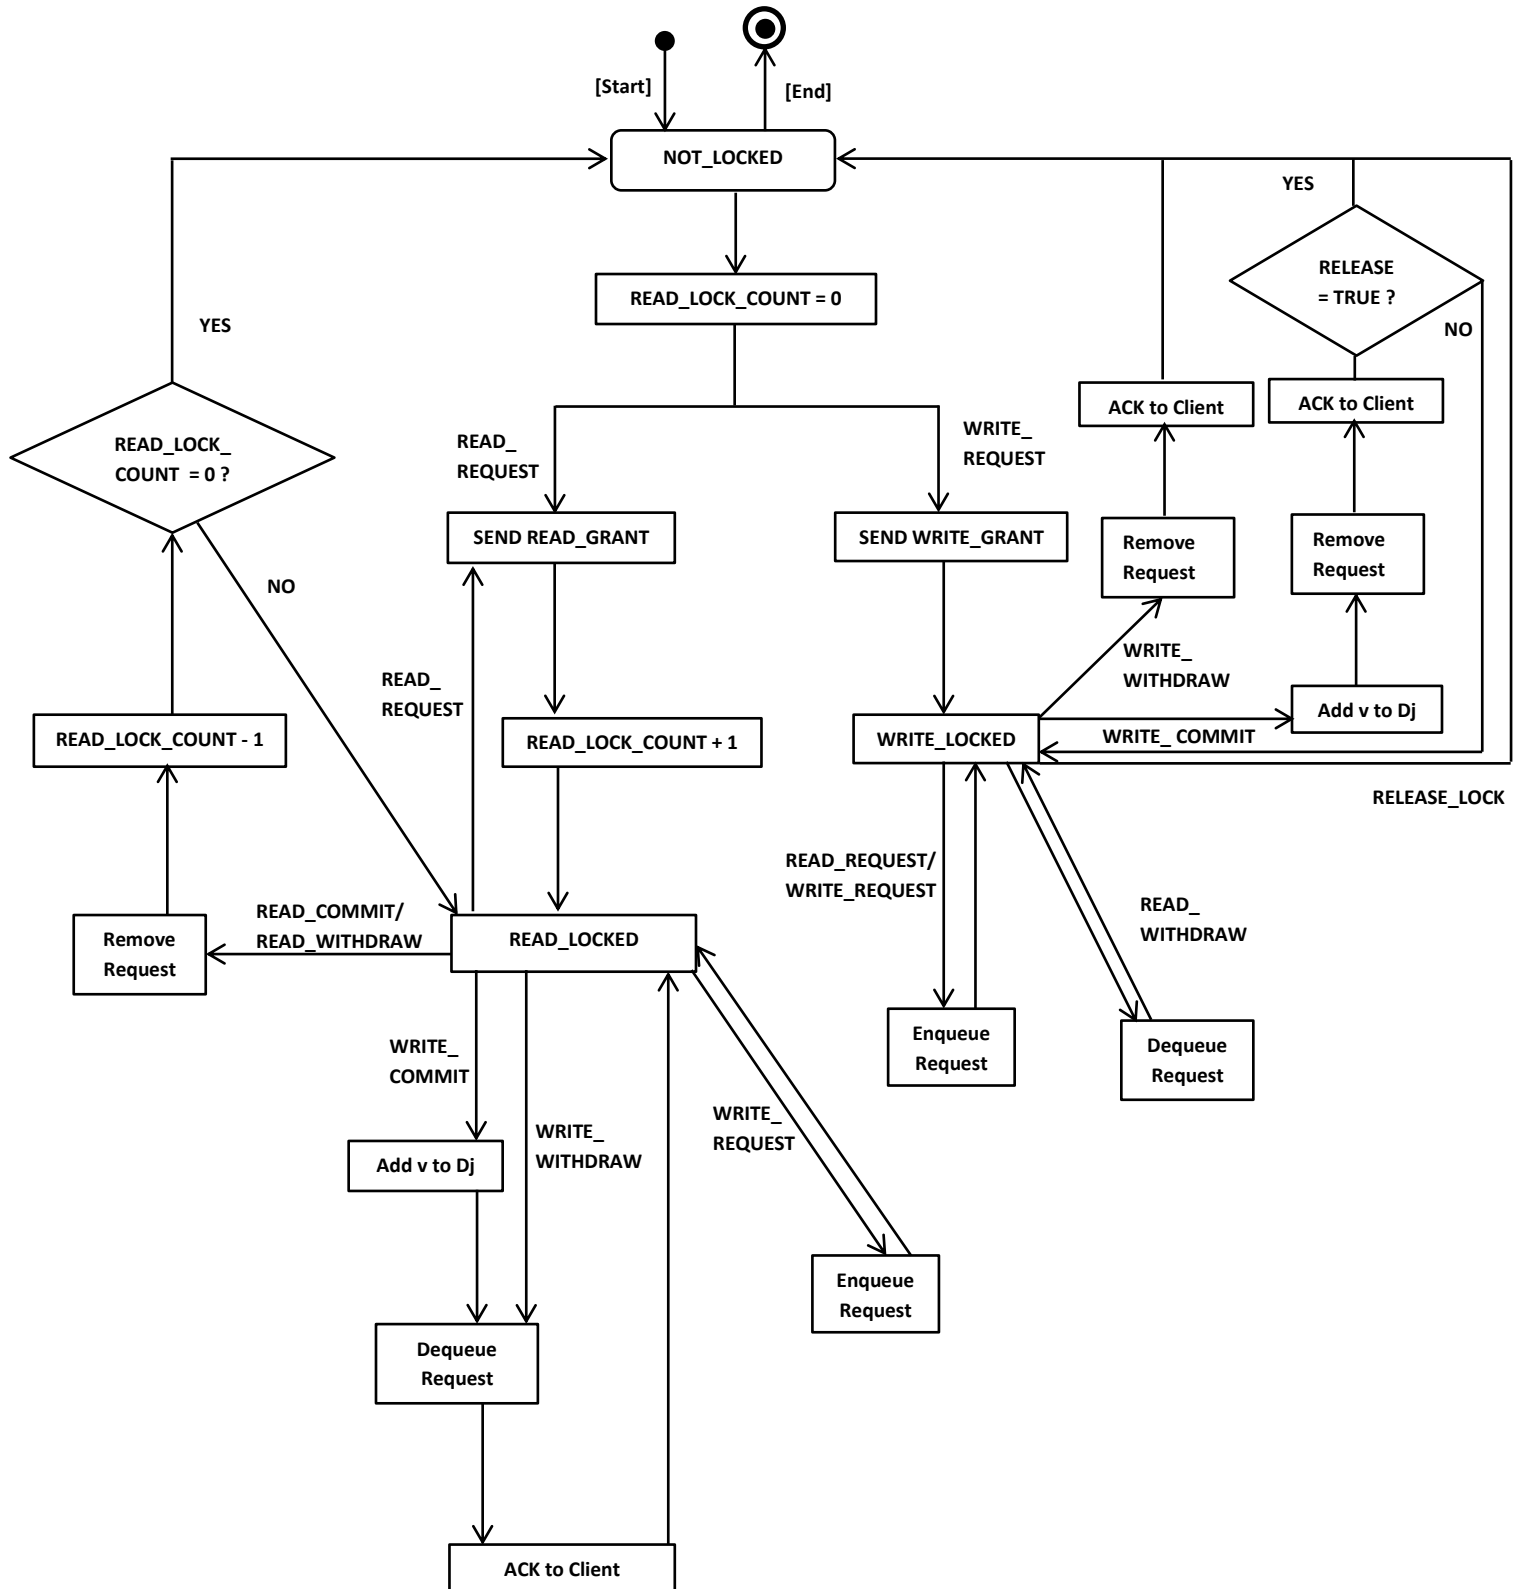 [Start]
[End]
NOT_LOCKED
YES
RELEASE
= TRUE ?
NO
READ_LOCK_COUNT = 0
YES
ACK to Client
ACK to Client
READ_LOCK_
COUNT = 0 ?
READ_
REQUEST
WRITE_
REQUEST
SEND READ_GRANT
SEND WRITE_GRANT
Remove
Request
Remove
Request
NO
READ_
REQUEST
WRITE_
WITHDRAW
Add v to Dj
READ_LOCK_COUNT - 1
READ_LOCK_COUNT + 1
WRITE_LOCKED
WRITE_ COMMIT
RELEASE_LOCK
READ_REQUEST/
WRITE_REQUEST
READ_
WITHDRAW
READ_COMMIT/
READ_WITHDRAW
Remove
Request
READ_LOCKED
Enqueue
Request
Dequeue
Request
WRITE_
COMMIT
WRITE_
WITHDRAW
WRITE_
REQUEST
Add v to Dj
Enqueue
Request
Dequeue
Request
ACK to Client